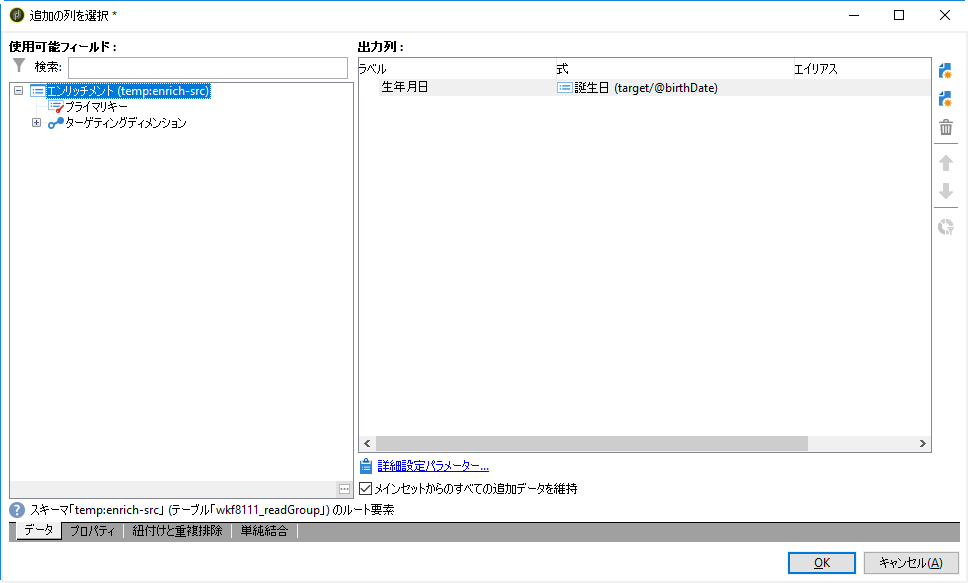 追加の列を選択 *
使用可能フィールド:
検索:
エンリッチメント (temp:enrich-src)
プライマリキー
ターゲティングディメンション
出力列:
ラベル 式 エイリアス
生年月日 誕生日 (target/@birthDate)
詳細設定パラメーター...
メインセットからのすべての追加データを維持
スキーマ「temp:enrich-src」 (テーブル「wkf8111_readGroup」) のルート要素
データ プロパティ 紐付けと重複排除 単純結合
OK キャンセル(A)